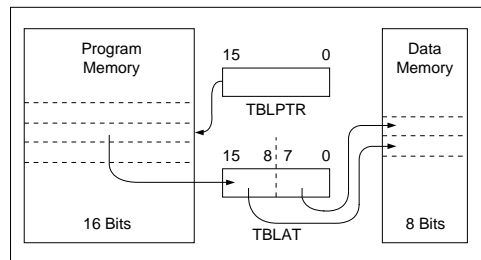 Program
Memory
15 0
Data
Memory
TBLPTR
15 8 7 0
16 Bits
TBLAT
8 Bits